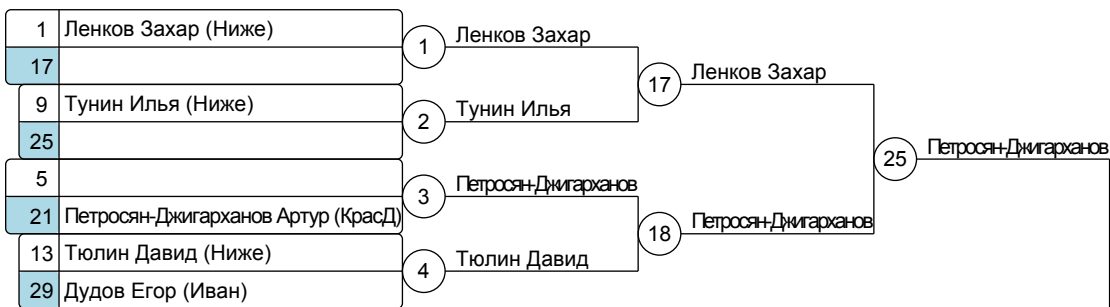 1 Ленков Захар (Ниже)
17
1 Ленков Захар
9 Тунин Илья (Ниже)
25
2 Тунин Илья
17 Ленков Захар
5
21 Петросян-Джигарханов Артур (КрасД)
3 Петросян-Джигарханов
13 Тюлин Давид (Ниже)
29 Дудов Егор (Иван)
4 Тюлин Давид
18 Петросян-Джигарханов
25 Петросян-Джигарханов